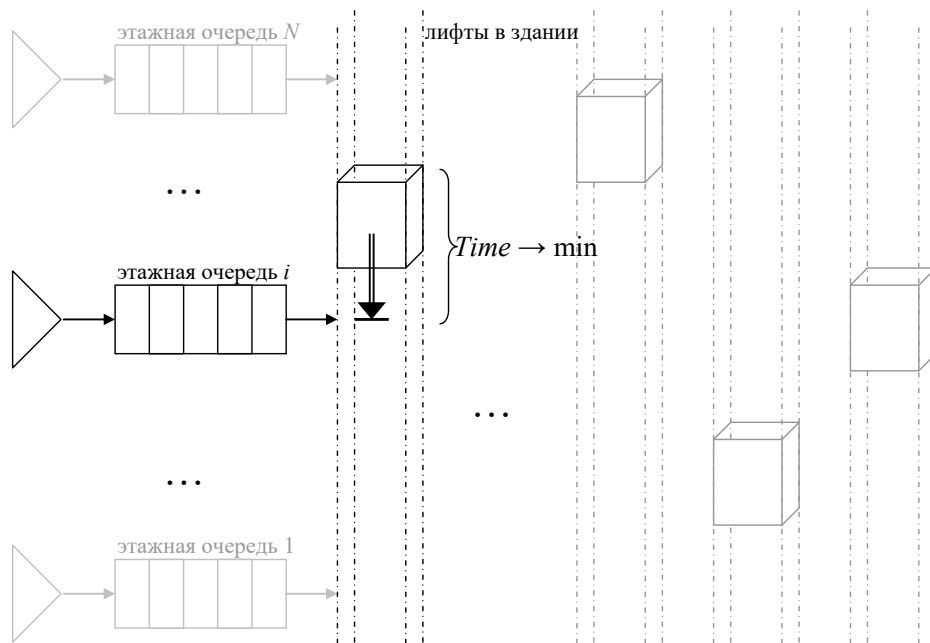 этажная очередь N
лифты в здании
...
Time → min
этажная очередь i
...
...
этажная очередь 1